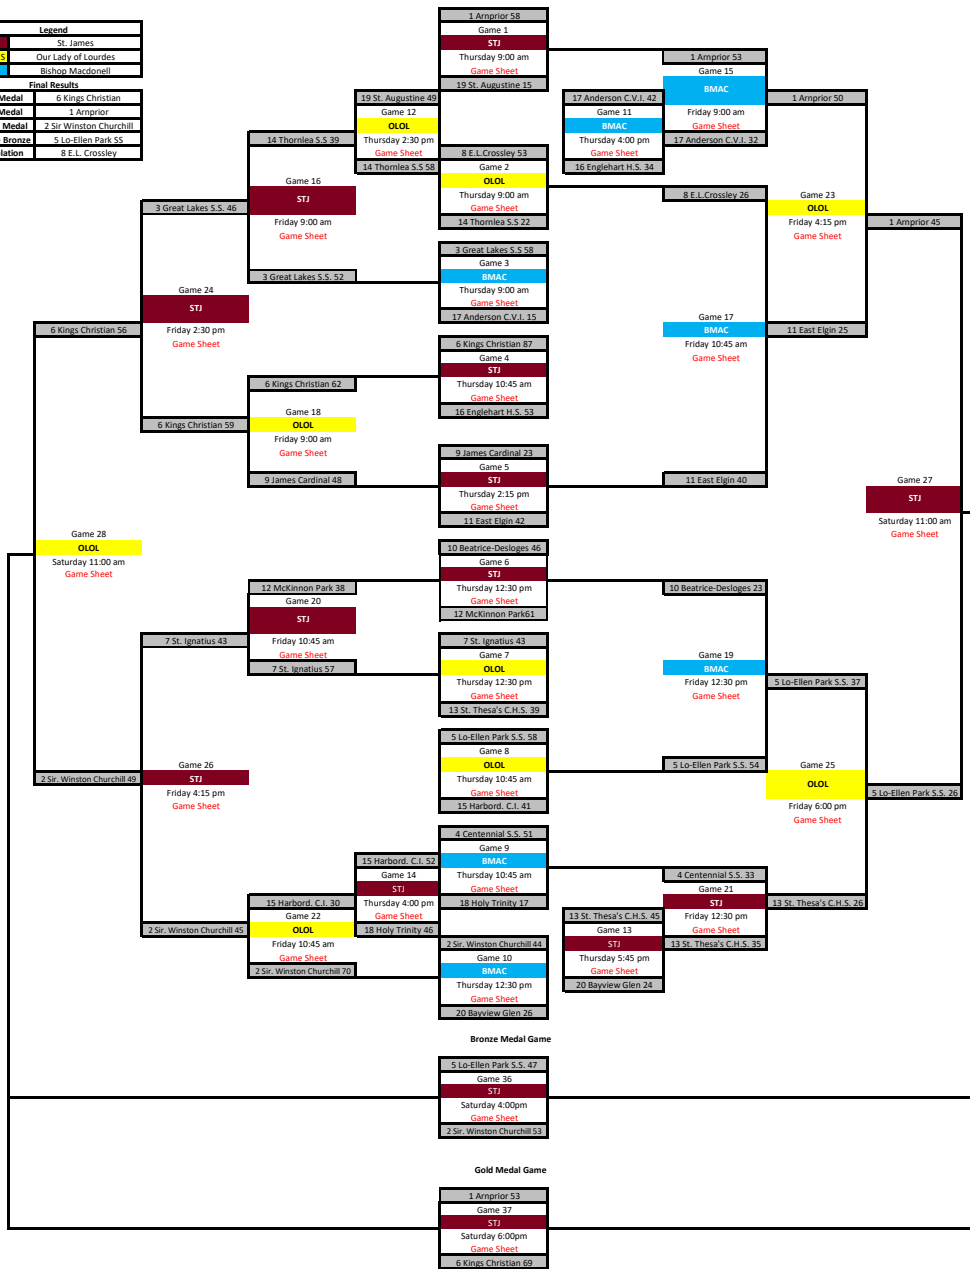 Legend
St. James
S
Our Lady of Lourdes
Bishop Macdonell
Final Results
Medal 6 Kings Christian
Medal 1 Arnprior
Medal 2 Sir Winston Churchill
Bronze 5 Lo-Ellen Park SS
lation 8 E.L. Crossley
1 Arnprior 58
Game 1
STJ
Thursday 9:00 am
Game Sheet
19 St. Augustine 15
1 Arnprior 53
Game 15
BMAC
Friday 9:00 am
Game Sheet
17 Anderson C.V.I. 32
19 St. Augustine 49
Game 12
OLOL
Thursday 2:30 pm
Game Sheet
14 Thornlea S.S 58
17 Anderson C.V.I. 42
Game 11
BMAC
Thursday 4:00 pm
Game Sheet
16 Englehart H.S. 34
1 Arnprior 50
14 Thornlea S.S 39
Game 16
STJ
Friday 9:00 am
Game Sheet
3 Great Lakes S.S. 52
8 E.L.Crossley 53
Game 2
OLOL
Thursday 9:00 am
Game Sheet
14 Thornlea S.S 22
8 E.L.Crossley 26
Game 23
OLOL
Friday 4:15 pm
Game Sheet
1 Arnprior 45
3 Great Lakes S.S. 46
Game 24
STJ
Friday 2:30 pm
Game Sheet
3 Great Lakes S.S 58
Game 3
BMAC
Thursday 9:00 am
Game Sheet
17 Anderson C.V.I. 15
Game 17
BMAC
Friday 10:45 am
Game Sheet
11 East Elgin 25
6 Kings Christian 56
6 Kings Christian 87
Game 4
STJ
Thursday 10:45 am
Game Sheet
16 Englehart H.S. 53
6 Kings Christian 62
Game 18
OLOL
Friday 9:00 am
Game Sheet
9 James Cardinal 48
6 Kings Christian 59
9 James Cardinal 23
Game 5
STJ
Thursday 2:15 pm
Game Sheet
11 East Elgin 42
11 East Elgin 40
Game 27
STJ
Saturday 11:00 am
Game Sheet
Game 28
OLOL
Saturday 11:00 am
Game Sheet
10 Beatrice-Desloges 46
Game 6
STJ
Thursday 12:30 pm
Game Sheet
12 McKinnon Park61
12 McKinnon Park 38
Game 20
STJ
Friday 10:45 am
Game Sheet
7 St. Ignatius 57
10 Beatrice-Desloges 23
7 St. Ignatius 43
7 St. Ignatius 43
Game 7
OLOL
Thursday 12:30 pm
Game Sheet
13 St. Thesa's C.H.S. 39
Game 19
BMAC
Friday 12:30 pm
Game Sheet
5 Lo-Ellen Park S.S. 37
5 Lo-Ellen Park S.S. 58
Game 8
OLOL
Thursday 10:45 am
Game Sheet
15 Harbord. C.I. 41
5 Lo-Ellen Park S.S. 54
Game 25
OLOL
Friday 6:00 pm
Game Sheet
5 Lo-Ellen Park S.S. 26
2 Sir. Winston Churchill 49
Game 26
STJ
Friday 4:15 pm
Game Sheet
4 Centennial S.S. 51
Game 9
BMAC
Thursday 10:45 am
Game Sheet
18 Holy Trinity 17
15 Harbord. C.I. 52
Game 14
STJ
Thursday 4:00 pm
Game Sheet
18 Holy Trinity 46
4 Centennial S.S. 33
Game 21
STJ
Friday 12:30 pm
Game Sheet
13 St. Thesa's C.H.S. 35
13 St. Thesa's C.H.S. 26
15 Harbord. C.I. 30
Game 22
OLOL
Friday 10:45 am
Game Sheet
2 Sir. Winston Churchill 70
2 Sir. Winston Churchill 45
13 St. Thesa's C.H.S. 45
Game 13
STJ
Thursday 5:45 pm
Game Sheet
20 Bayview Glen 24
2 Sir. Winston Churchill 44
Game 10
BMAC
Thursday 12:30 pm
Game Sheet
20 Bayview Glen 26
Bronze Medal Game
5 Lo-Ellen Park S.S. 47
Game 36
STJ
Saturday 4:00pm
Game Sheet
2 Sir. Winston Churchill 53
Gold Medal Game
1 Arnprior 53
Game 37
STJ
Saturday 6:00pm
Game Sheet
6 Kings Christian 69